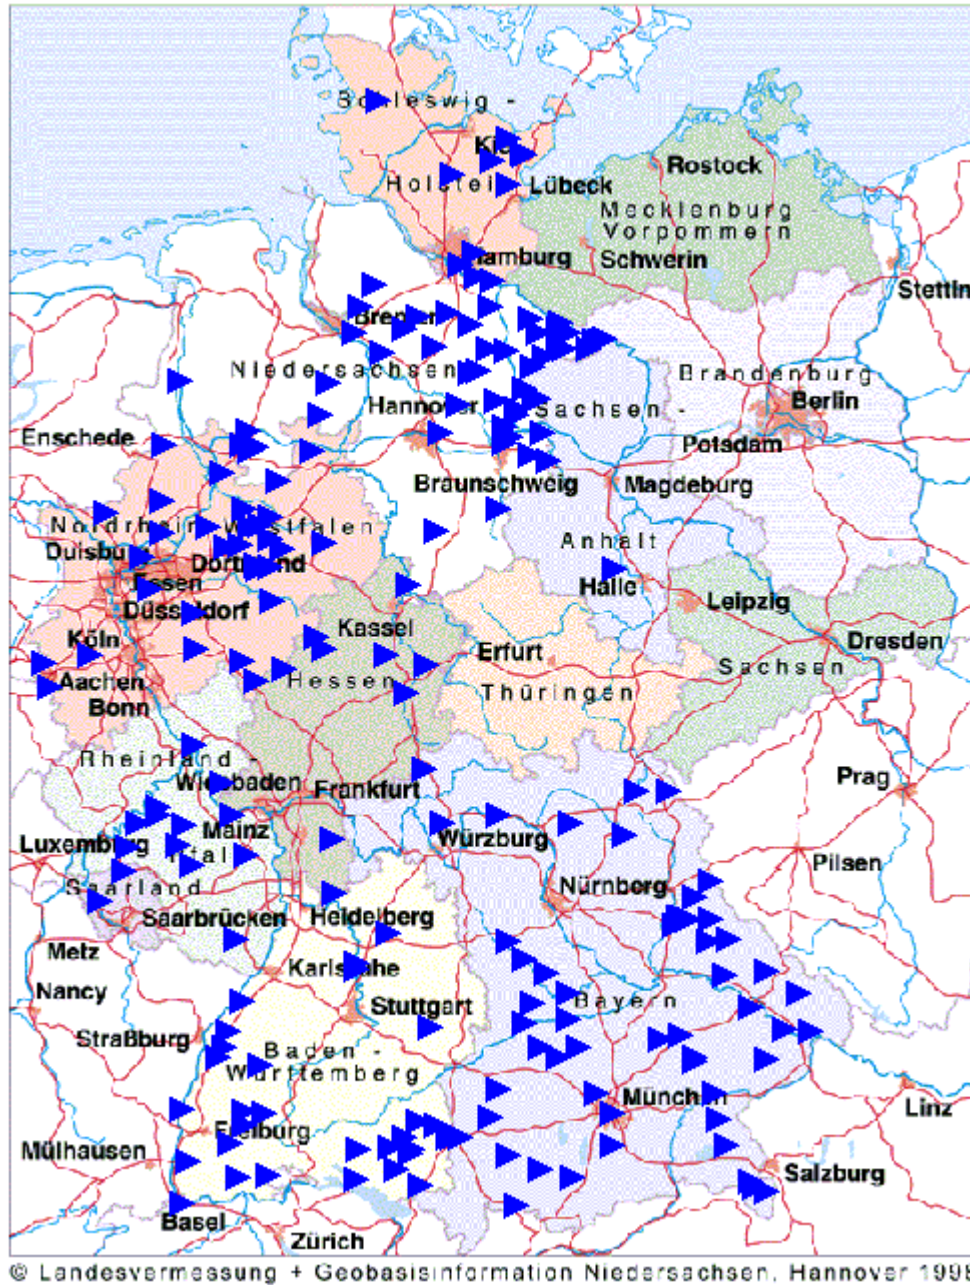 Schleswig -
Kiel
Rostock
Holstein
Lübeck
Mecklenburg -
Vorpommern
Hamburg
Schwerin
Stettin
Bremen
Niedersachsen
Brandenburg
Hannover
Sachsen -
Berlin
Enschede
Potsdam
Braunschweig
Magdeburg
Nordrhein
Westfalen
Anhalt
Duisburg
Dortmund
Essen
Halle
Leipzig
Düsseldorf
Kassel
Dresden
Köln
Erfurt
Sachsen
Aachen
Hessen
Thüringen
Bonn
Rheinland -
Prag
Wiesbaden
Frankfurt
Mainz
Würzburg
Luxemburg
Pilsen
Saarland
Nürnberg
Saarbrücken
Heidelberg
Metz
Karlsruhe
Nancy
Bayern
Stuttgart
Straßburg
Baden -
Württemberg
München
Linz
Freiburg
Mülhausen
Salzburg
Basel
Zürich
© Landesvermessung + Geobasisinformation Niedersachsen, Hannover 1998